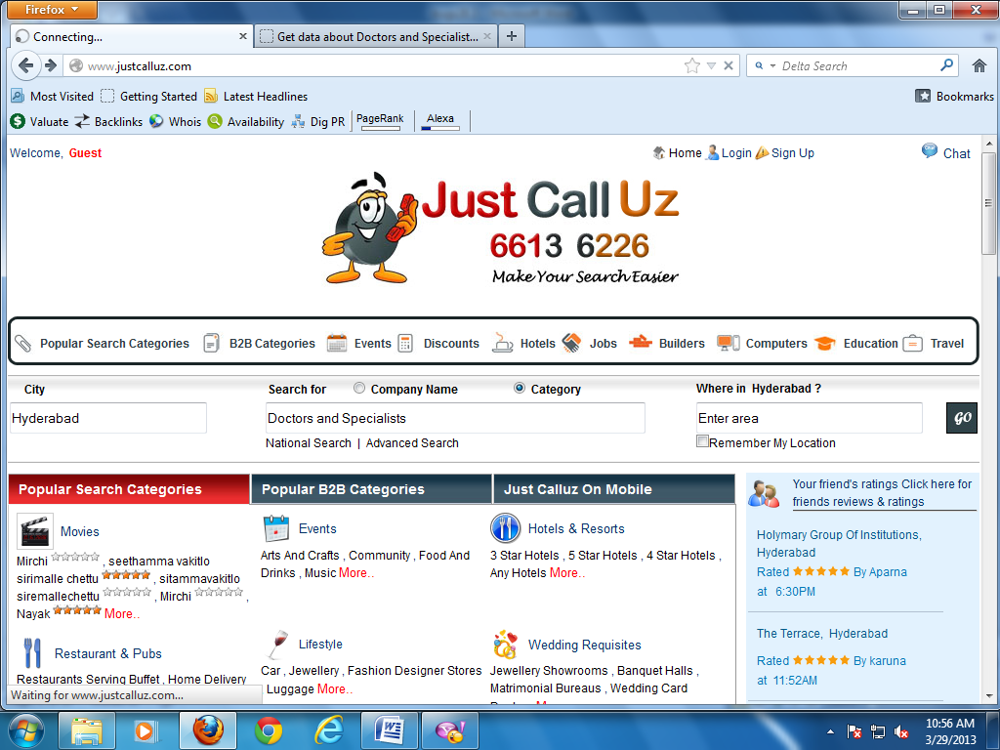 Firefox
Connecting...
Get data about Doctors and Specialist...
www.justcalluz.com
Delta Search
Most Visited Getting Started Latest Headlines
Bookmarks
Valuate Backlinks Whois Availability Dig PR PageRank Alexa
Welcome, Guest
Home Login Sign Up
Chat
Just Call Uz
6613 6226
Make Your Search Easier
Popular Search Categories B2B Categories Events Discounts Hotels Jobs Builders Computers Education Travel
City
Search for Company Name Category
Where in Hyderabad ?
Hyderabad
Doctors and Specialists
Enter area
GO
National Search | Advanced Search
Remember My Location
Popular Search Categories
Movies
Mirchi , seethamma vakitlo
sirimalle chettu , sitammavakitlo
siremallechettu , Mirchi ,
Nayak More..
Restaurant & Pubs
Restaurants Serving Buffet , Home Delivery
Popular B2B Categories
Events
Arts And Crafts , Community , Food And
Drinks , Music More..
Lifestyle
Car , Jewellery , Fashion Designer Stores
, Luggage More..
Just Calluz On Mobile
Hotels & Resorts
3 Star Hotels , 5 Star Hotels , 4 Star Hotels ,
Any Hotels More..
Wedding Requisites
Jewellery Showrooms , Banquet Halls ,
Matrimonial Bureaus , Wedding Card
Your friend's ratings Click here for
friends reviews & ratings
Holymary Group Of Institutions,
Hyderabad
Rated By Aparna
at 6:30PM
The Terrace, Hyderabad
Rated By karuna
at 11:52AM
Waiting for www.justcalluz.com...
10:56 AM
3/29/2013